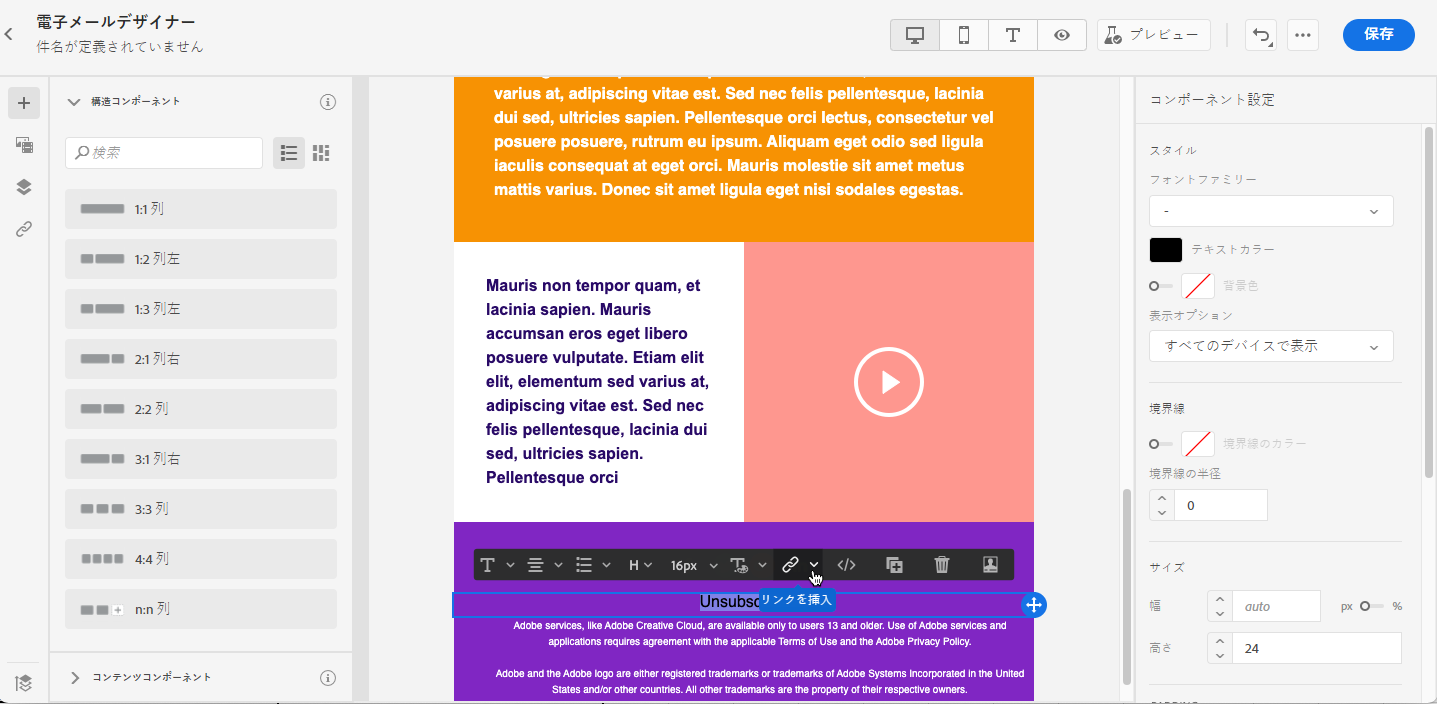 電子メールデザイナー
件名が定義されていません
プレビュー
保存
構造コンポーネント
検索
1:1 列
1:2 列左
1:3 列左
2:1 列右
2:2 列
3:1 列右
3:3 列
4:4 列
n:n 列
コンテンツコンポーネント
varius at, adipiscing vitae est. Sed nec felis pellentesque, lacinia
dui sed, ultricies sapien. Pellentesque orci lectus, consectetur vel
posuere posuere, rutrum eu ipsum. Aliquam eget odio sed ligula
iaculis consequat at eget orci. Mauris molestie sit amet metus
mattis varius. Donec sit amet ligula eget nisi sodales egestas.
Mauris non tempor quam, et
lacinia sapien. Mauris
accumsan eros eget libero
posuere vulputate. Etiam elit
elit, elementum sed varius at,
adipiscing vitae est. Sed nec
felis pellentesque, lacinia dui
sed, ultricies sapien.
Pellentesque orci
H
16px
Unsubsc
リンクを挿入
Adobe services, like Adobe Creative Cloud, are available only to users 13 and older. Use of Adobe services and
applications requires agreement with the applicable Terms of Use and the Adobe Privacy Policy.
Adobe and the Adobe logo are either registered trademarks or trademarks of Adobe Systems Incorporated in the United
States and/or other countries. All other trademarks are the property of their respective owners.
コンポーネント設定
スタイル
フォントファミリー
-
テキストカラー
背景色
表示オプション
すべてのデバイスで表示
境界線
境界線のカラー
境界線の半径
0
サイズ
幅
auto
px
%
高さ
24